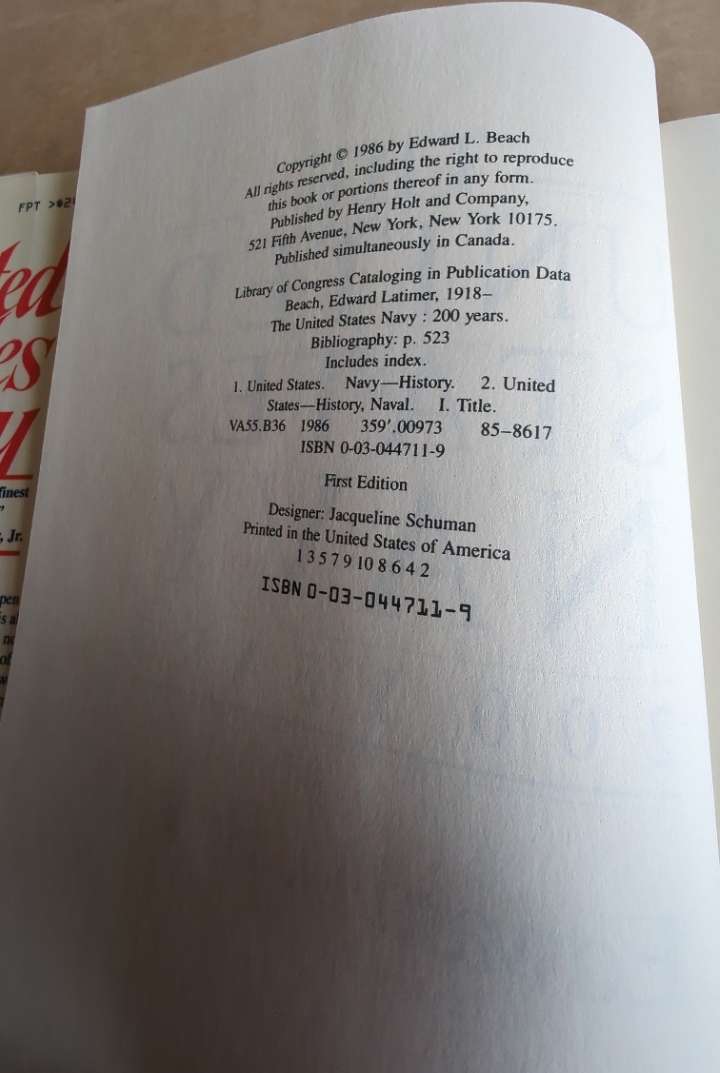 Copyright © 1986 by Edward L. Beach
All rights reserved, including the right to reproduce
this book or portions thereof in any form.
Published by Henry Holt and Company,
521 Fifth Avenue, New York, New York 10175.
Published simultaneously in Canada.
Library of Congress Cataloging in Publication Data
Beach, Edward Latimer, 1918–
The United States Navy : 200 years.
Bibliography: p. 523
Includes index.
1. United States. Navy—History. 2. United
States—History, Naval. I. Title.
VA55.B36 1986 359'.00973 85–8617
ISBN 0-03-044711-9
First Edition
Designer: Jacqueline Schuman
Printed in the United States of America
1 3 5 7 9 10 8 6 4 2
ISBN 0-03-044711-9
FPT
finest
, Jr.